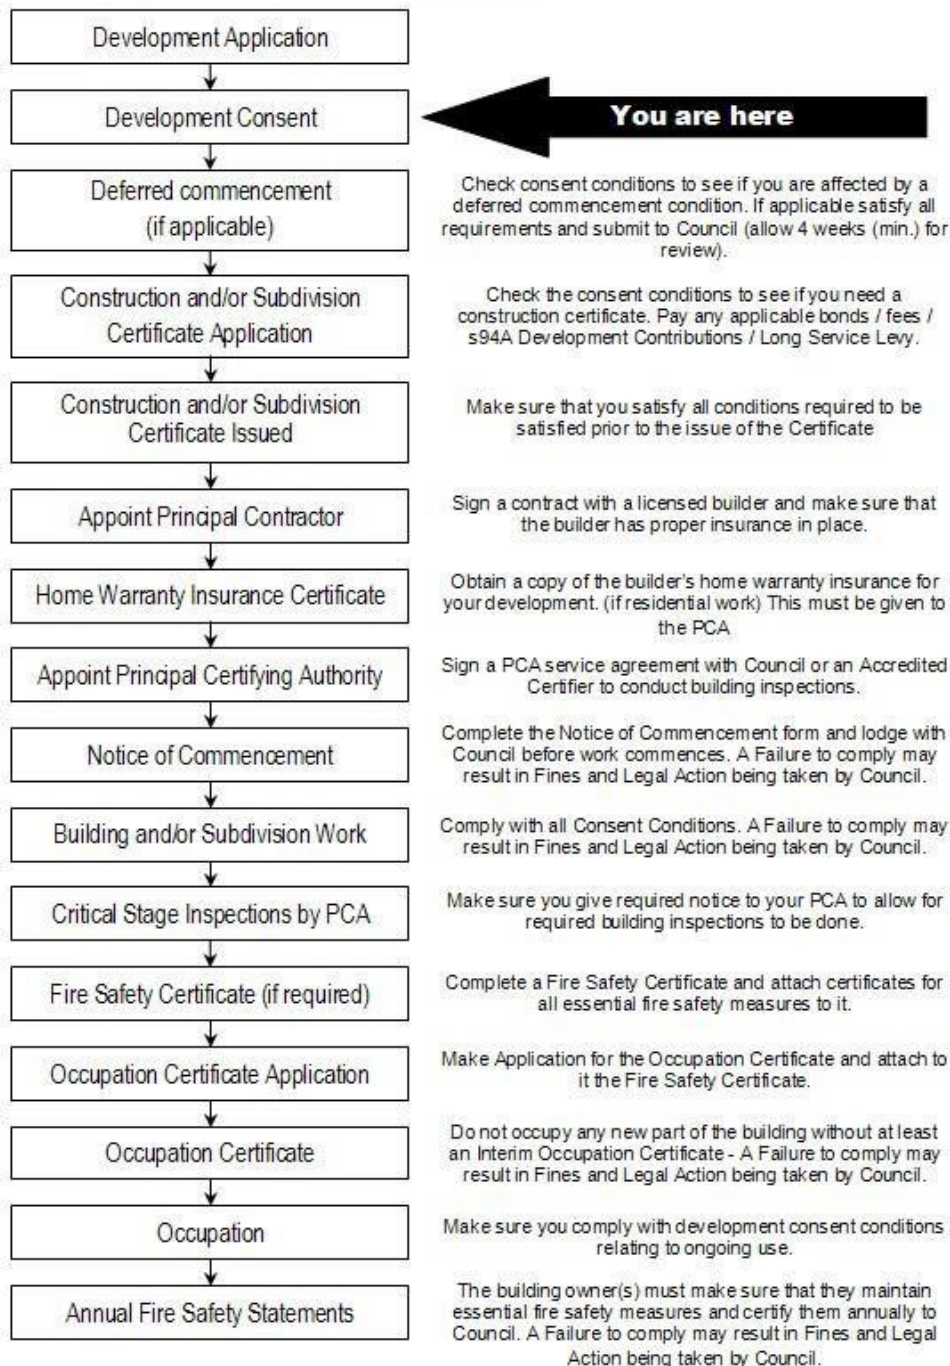 Development Application
Development Consent
You are here
Deferred commencement
(if applicable)
Check consent conditions to see if you are affected by a
deferred commencement condition. If applicable satisfy all
requirements and submit to Council (allow 4 weeks (min.) for
review).
Construction and/or Subdivision
Certificate Application
Check the consent conditions to see if you need a
construction certificate. Pay any applicable bonds / fees /
s94A Development Contributions / Long Service Levy.
Construction and/or Subdivision
Certificate Issued
Make sure that you satisfy all conditions required to be
satisfied prior to the issue of the Certificate
Appoint Principal Contractor
Sign a contract with a licensed builder and make sure that
the builder has proper insurance in place.
Home Warranty Insurance Certificate
Obtain a copy of the builder's home warranty insurance for
your development. (if residential work) This must be given to
the PCA
Appoint Principal Certifying Authority
Sign a PCA service agreement with Council or an Accredited
Certifier to conduct building inspections.
Notice of Commencement
Complete the Notice of Commencement form and lodge with
Council before work commences. A Failure to comply may
result in Fines and Legal Action being taken by Council.
Building and/or Subdivision Work
Comply with all Consent Conditions. A Failure to comply may
result in Fines and Legal Action being taken by Council.
Critical Stage Inspections by PCA
Make sure you give required notice to your PCA to allow for
required building inspections to be done.
Fire Safety Certificate (if required)
Complete a Fire Safety Certificate and attach certificates for
all essential fire safety measures to it.
Occupation Certificate Application
Make Application for the Occupation Certificate and attach to
it the Fire Safety Certificate.
Occupation Certificate
Do not occupy any new part of the building without at least
an Interim Occupation Certificate - A Failure to comply may
result in Fines and Legal Action being taken by Council.
Occupation
Make sure you comply with development consent conditions
relating to ongoing use.
Annual Fire Safety Statements
The building owner(s) must make sure that they maintain
essential fire safety measures and certify them annually to
Council. A Failure to comply may result in Fines and Legal
Action being taken by Council.